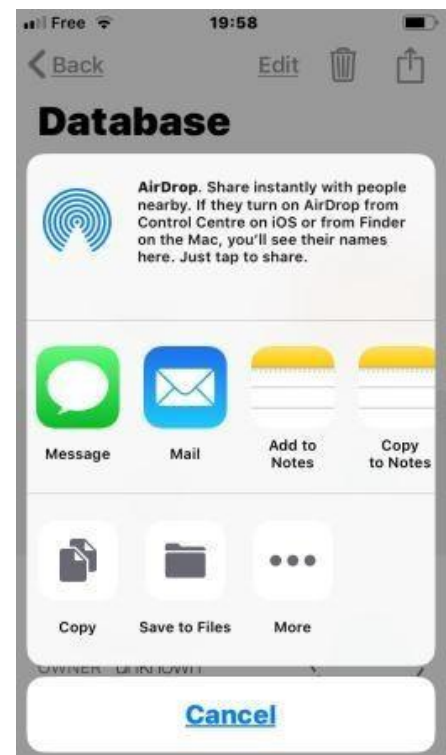 Free 19:58
Back Edit
Database
AirDrop. Share instantly with people
nearby. If they turn on AirDrop from
Control Centre on iOS or from Finder
on the Mac, you'll see their names
here. Just tap to share.
Message Mail Add to Notes Copy to Notes
Copy Save to Files More
OWNER unknown
Cancel